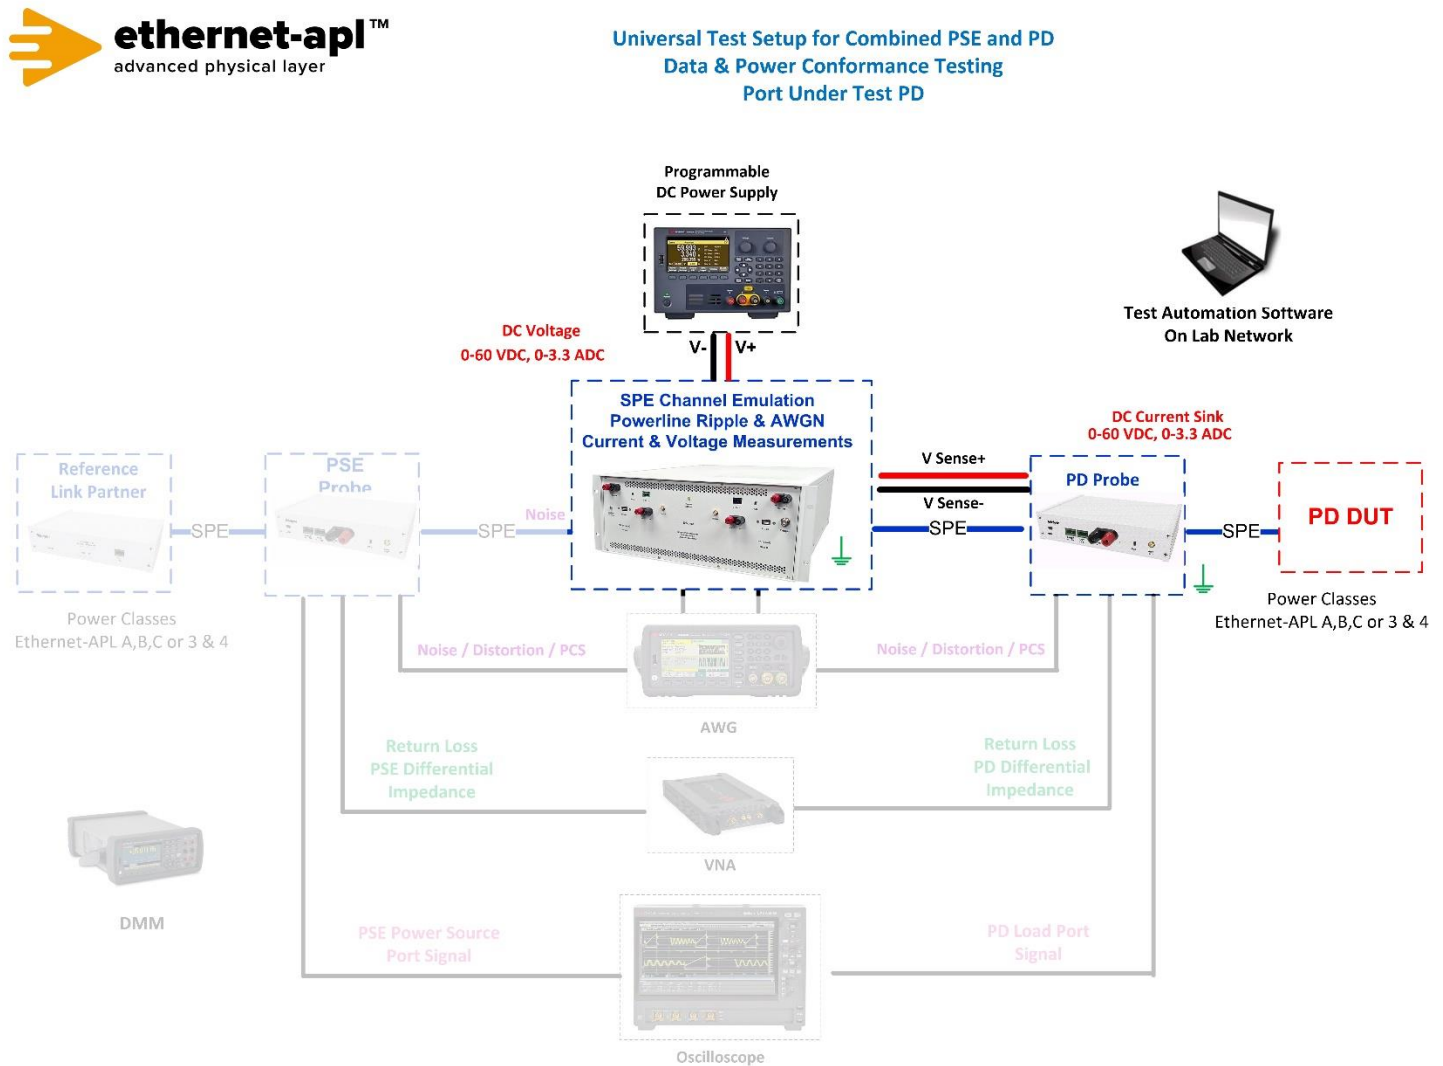 ethernet-apl™
advanced physical layer
Universal Test Setup for Combined PSE and PD
Data & Power Conformance Testing
Port Under Test PD
Programmable
DC Power Supply
Test Automation Software
On Lab Network
DC Voltage
0-60 VDC, 0-3.3 ADC
V-
V+
SPE Channel Emulation
Powerline Ripple & AWGN
Current & Voltage Measurements
DC Current Sink
0-60 VDC, 0-3.3 ADC
Reference
Link Partner
SPE
PSE
Probe
SPE
Noise
V Sense+
V Sense-
SPE
PD Probe
SPE
PD DUT
Power Classes
Ethernet-APL A,B,C or 3 & 4
Power Classes
Ethernet-APL A,B,C or 3 & 4
Noise / Distortion / PCS
Noise / Distortion / PCS
AWG
Return Loss
PSE Differential
Impedance
Return Loss
PD Differential
Impedance
VNA
DMM
PSE Power Source
Port Signal
PD Load Port
Signal
Oscilloscope